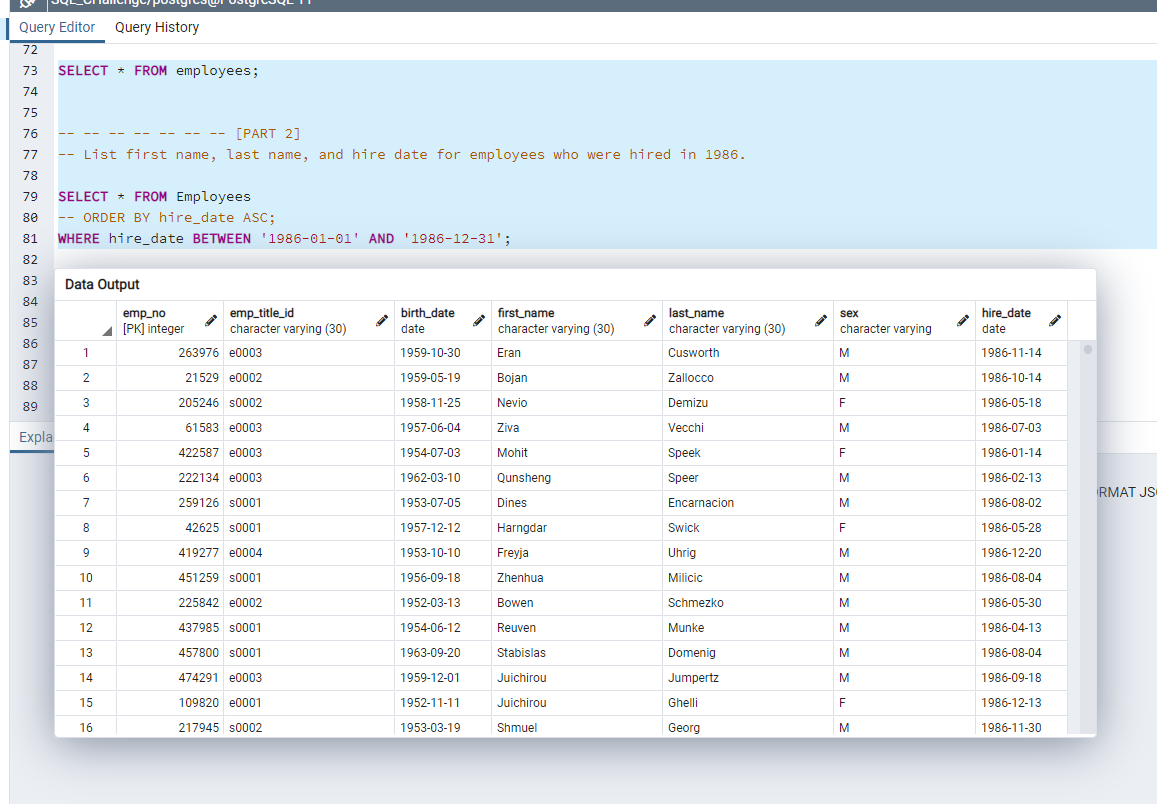 SQL_Challenge/postgres@PostgreSQL 11
Query Editor Query History
72
73 SELECT * FROM employees;
74
75
76 -- -- -- -- -- -- -- [PART 2]
77 -- List first name, last name, and hire date for employees who were hired in 1986.
78
79 SELECT * FROM Employees
80 -- ORDER BY hire_date ASC;
81 WHERE hire_date BETWEEN '1986-01-01' AND '1986-12-31';
82
83
84
85
86
87
88
89
Expla
RMAT JS
Data Output
emp_no emp_title_id birth_date first_name last_name sex hire_date
[PK] integer character varying (30) date character varying (30) character varying (30) character varying date
1 263976 e0003 1959-10-30 Eran Cusworth M 1986-11-14
2 21529 e0002 1959-05-19 Bojan Zallocco M 1986-10-14
3 205246 s0002 1958-11-25 Nevio Demizu F 1986-05-18
4 61583 e0003 1957-06-04 Ziva Vecchi M 1986-07-03
5 422587 e0003 1954-07-03 Mohit Speek F 1986-01-14
6 222134 e0003 1962-03-10 Qunsheng Speer M 1986-02-13
7 259126 s0001 1953-07-05 Dines Encarnacion M 1986-08-02
8 42625 s0001 1957-12-12 Harngdar Swick F 1986-05-28
9 419277 e0004 1953-10-10 Freyja Uhrig M 1986-12-20
10 451259 s0001 1956-09-18 Zhenhua Milicic M 1986-08-04
11 225842 e0002 1952-03-13 Bowen Schmezko M 1986-05-30
12 437985 s0001 1954-06-12 Reuven Munke M 1986-04-13
13 457800 s0001 1963-09-20 Stabislas Domenig M 1986-08-04
14 474291 e0003 1959-12-01 Juichirou Jumpertz M 1986-09-18
15 109820 e0001 1952-11-11 Juichirou Ghelli F 1986-12-13
16 217945 s0002 1953-03-19 Shmuel Georg M 1986-11-30